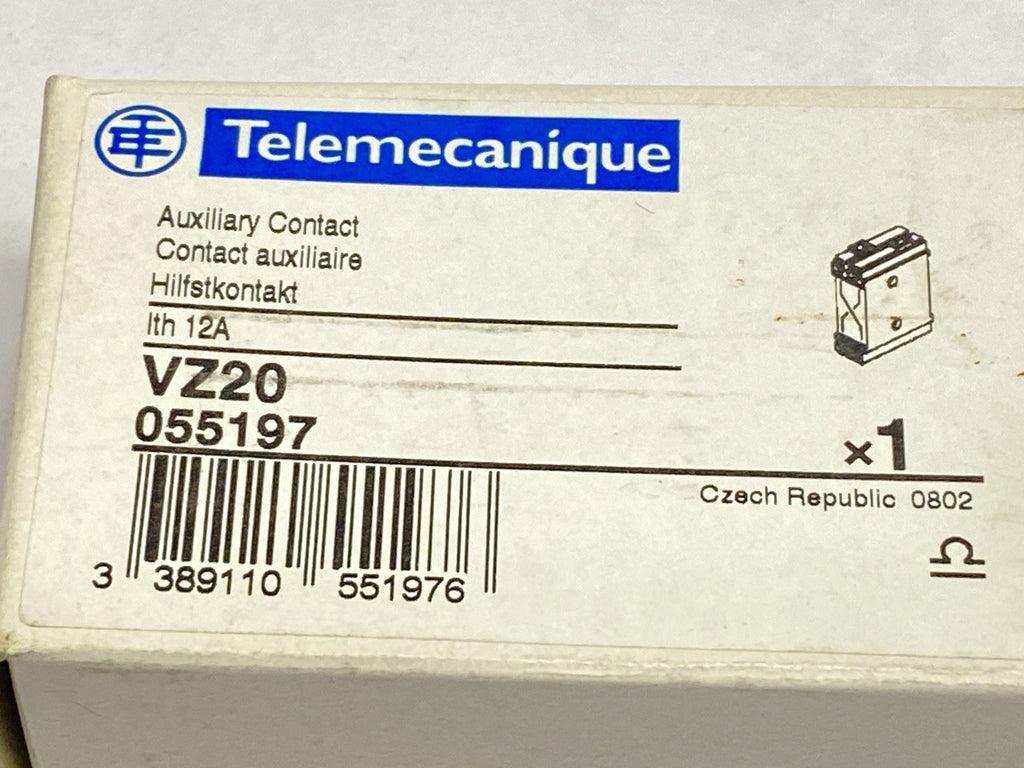 Telemecanique
Auxiliary Contact
Contact auxiliaire
Hilfstkontakt
Ith 12A
VZ20
055197
×1
Czech Republic 0802
3 389110 551976